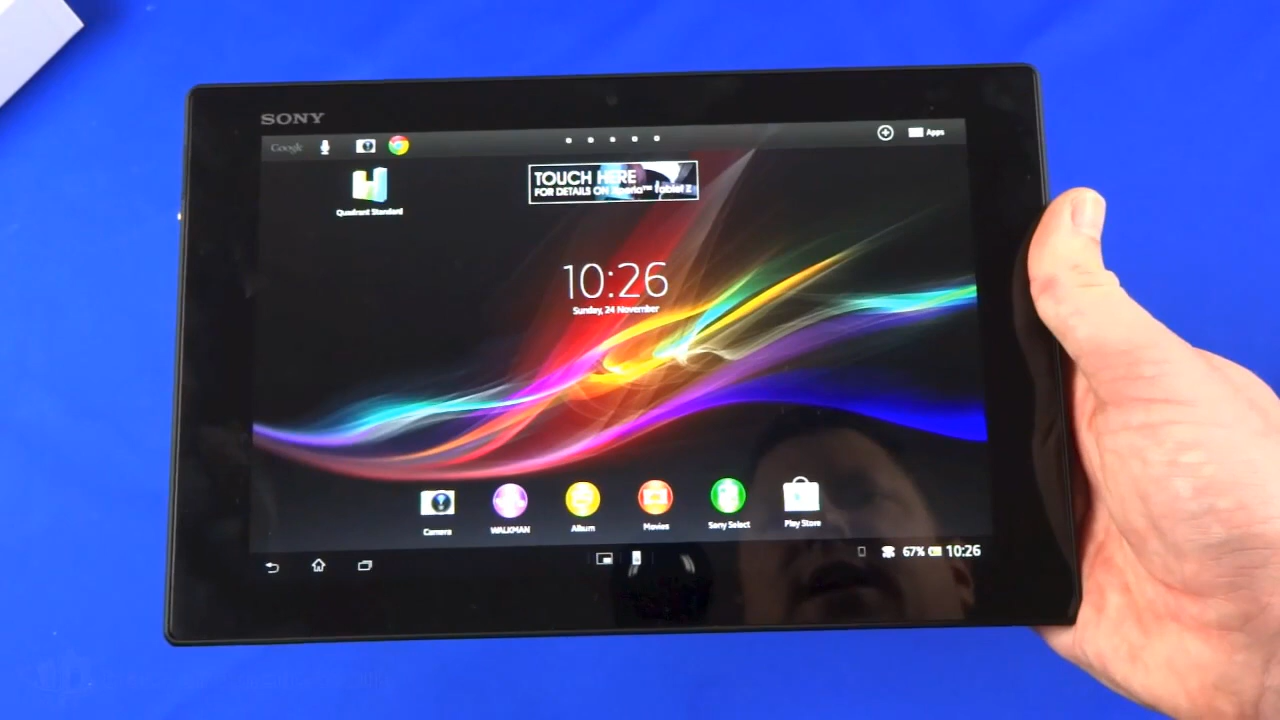 SONY
Google
Apps
Quadrant Standard
TOUCH HERE
FOR DETAILS ON Xperia™ Tablet Z
10:26
Sunday, 24 November
Camera
WALKMAN
Album
Movies
Sony Select
Play Store
67%
10:26